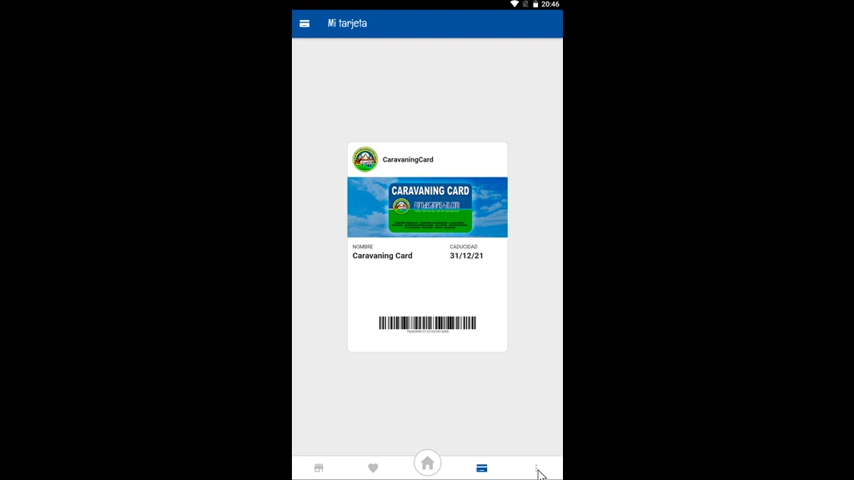 20:46
Mi tarjeta
CaravaningCard
CARAVANING CARD
NOMBRE
CADUCIDAD
Caravaning Card
31/12/21